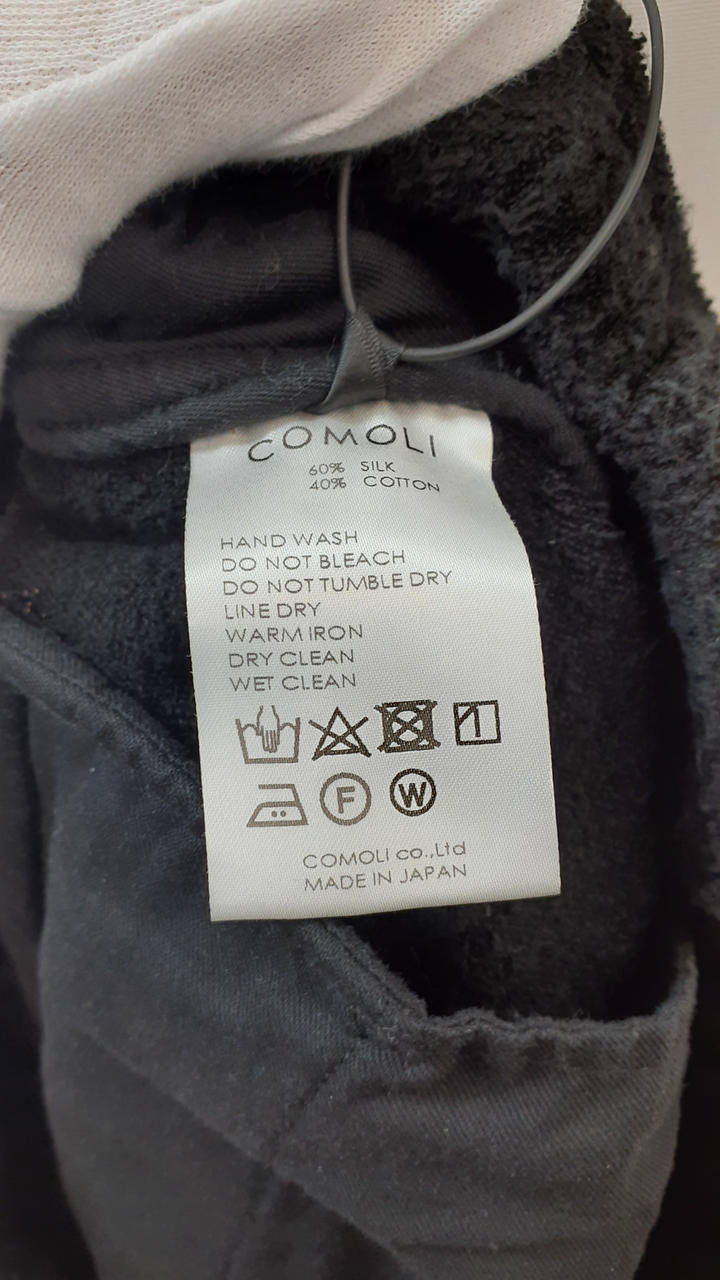 COMOLI
60% SILK
40% COTTON
HAND WASH
DO NOT BLEACH
DO NOT TUMBLE DRY
LINE DRY
WARM IRON
DRY CLEAN
WET CLEAN
F W
COMOLI co.,Ltd
MADE IN JAPAN